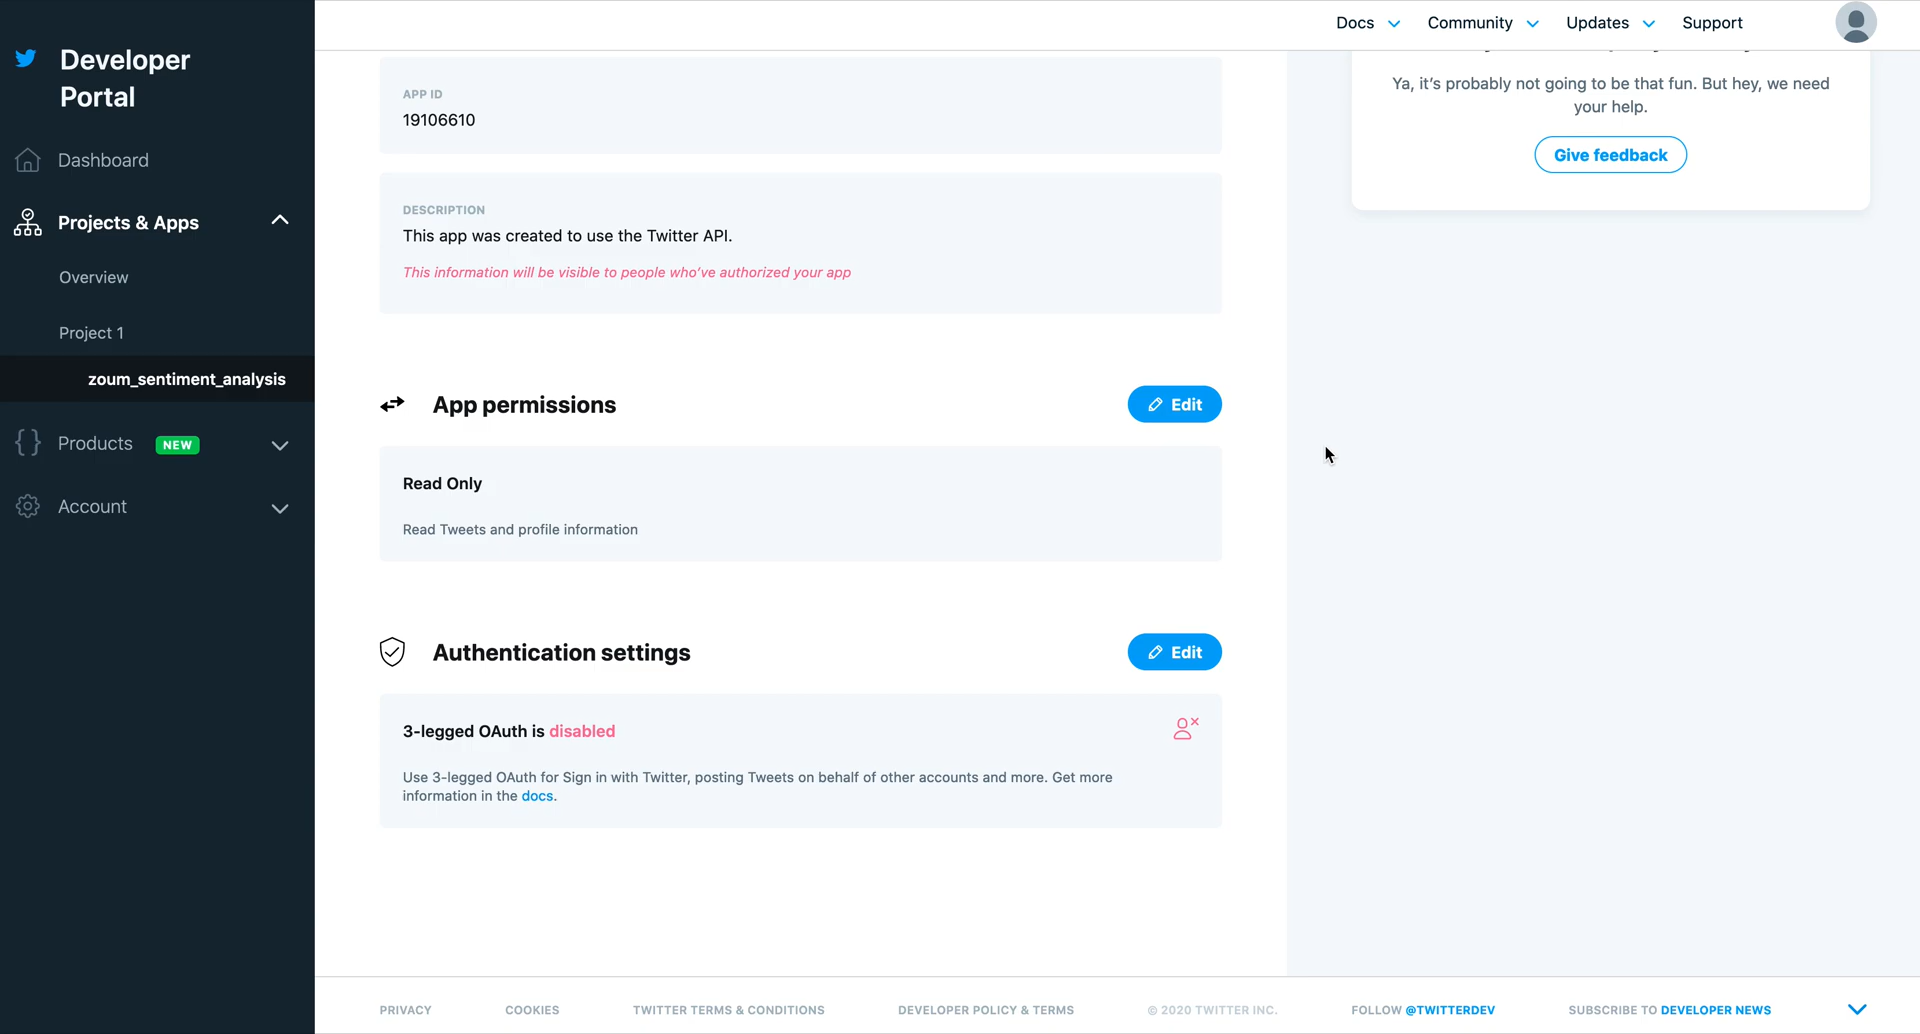 Developer
Portal
Dashboard
Projects & Apps
Overview
Project 1
zoum_sentiment_analysis
Products NEW
Account
Docs
Community
Updates
Support
APP ID
19106610
DESCRIPTION
This app was created to use the Twitter API.
This information will be visible to people who've authorized your app
App permissions
Edit
Read Only
Read Tweets and profile information
Authentication settings
Edit
3-legged OAuth is disabled
Use 3-legged OAuth for Sign in with Twitter, posting Tweets on behalf of other accounts and more. Get more
information in the docs.
Ya, it's probably not going to be that fun. But hey, we need
your help.
Give feedback
PRIVACY
COOKIES
TWITTER TERMS & CONDITIONS
DEVELOPER POLICY & TERMS
© 2020 TWITTER INC.
FOLLOW @TWITTERDEV
SUBSCRIBE TO DEVELOPER NEWS